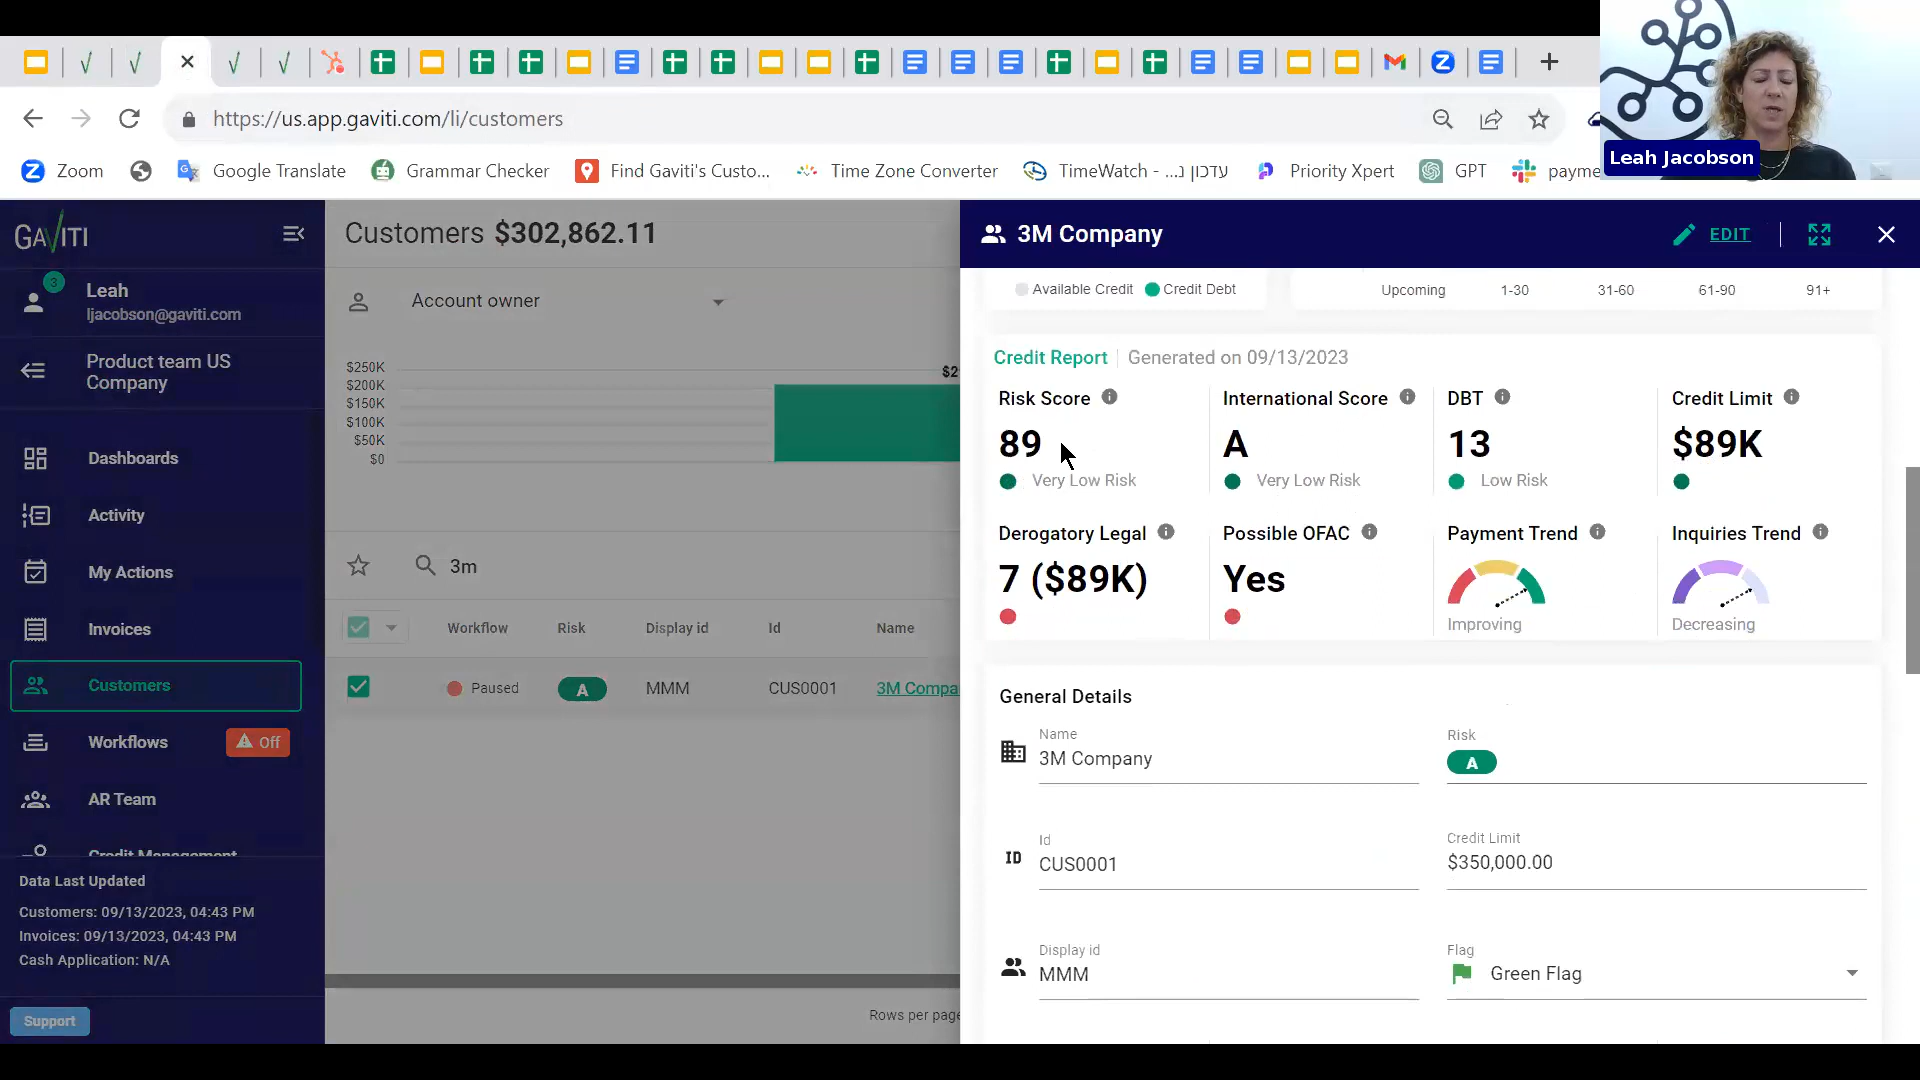 https://us.app.gaviti.com/li/customers
Leah Jacobson
Zoom
Google Translate
Grammar Checker
Find Gaviti's Custo...
Time Zone Converter
TimeWatch - ...עדכון נ
Priority Xpert
GPT
payme
GAVITI
3
Leah
ljacobson@gaviti.com
Product team US
Company
Dashboards
Activity
My Actions
Invoices
Customers
Workflows
Off
AR Team
Credit Management
Data Last Updated
Customers: 09/13/2023, 04:43 PM
Invoices: 09/13/2023, 04:43 PM
Cash Application: N/A
Support
Customers $302,862.11
Account owner
$250K
$200K
$150K
$100K
$50K
$0
$2
3m
Workflow Risk Display id Id Name
Paused A MMM CUS0001 3M Compa
Rows per page
3M Company
EDIT
Available Credit Credit Debt
Upcoming 1-30 31-60 61-90 91+
Credit Report Generated on 09/13/2023
Risk Score International Score DBT Credit Limit
89 A 13 $89K
Very Low Risk Very Low Risk Low Risk
Derogatory Legal Possible OFAC Payment Trend Inquiries Trend
7 ($89K) Yes
Improving Decreasing
General Details
Name
3M Company
Risk
A
Id
ID
CUS0001
Credit Limit
$350,000.00
Display id
MMM
Flag
Green Flag